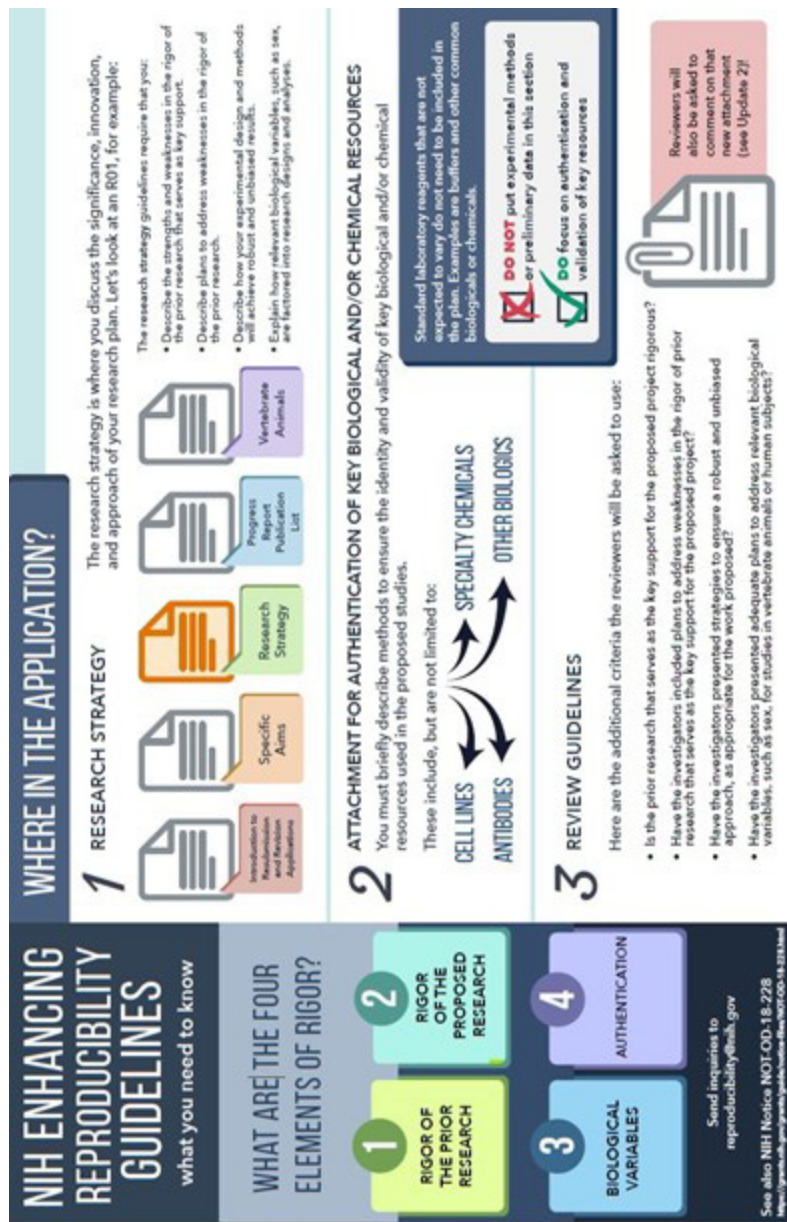 NIH ENHANCING
REPRODUCIBILITY
GUIDELINES
what you need to know
WHAT ARE THE FOUR
ELEMENTS OF RIGOR?
1
RIGOR OF
THE PRIOR
RESEARCH
2
RIGOR
OF THE
PROPOSED
RESEARCH
3
BIOLOGICAL
VARIABLES
4
AUTHENTICATION
Send inquiries to
reproducibility@nih.gov
See also NIH Notice NOT-OD-18-228
https://grants.nih.gov/grants/guide/notice-files/NOT-OD-18-228.html
WHERE IN THE APPLICATION?
1 RESEARCH STRATEGY
The research strategy is where you discuss the significance, innovation,
and approach of your research plan. Let's look at an R01, for example:
Introduction to
Resubmission
and Revision
Applications
Specific
Aims
Research
Strategy
Progress
Report
Publication
List
Vertebrate
Animals
The research strategy guidelines require that you:
• Describe the strengths and weaknesses in the rigor of
the prior research that serves as key support.
• Describe plans to address weaknesses in the rigor of
the prior research.
• Describe how your experimental design and methods
will achieve robust and unbiased results.
• Explain how relevant biological variables, such as sex,
are factored into research designs and analyses.
2 ATTACHMENT FOR AUTHENTICATION OF KEY BIOLOGICAL AND/OR CHEMICAL RESOURCES
You must briefly describe methods to ensure the identity and validity of key biological and/or chemical
resources used in the proposed studies.
These include, but are not limited to:
CELL LINES
SPECIALTY CHEMICALS
ANTIBODIES
OTHER BIOLOGICS
Standard laboratory reagents that are not
expected to vary do not need to be included in
the plan. Examples are buffers and other common
biologicals or chemicals.
DO NOT put experimental methods
or preliminary data in this section
DO focus on authentication and
validation of key resources
3 REVIEW GUIDELINES
Here are the additional criteria the reviewers will be asked to use:
• Is the prior research that serves as the key support for the proposed project rigorous?
• Have the investigators included plans to address weaknesses in the rigor of prior
research that serves as the key support for the proposed project?
• Have the investigators presented strategies to ensure a robust and unbiased
approach, as appropriate for the work proposed?
• Have the investigators presented adequate plans to address relevant biological
variables, such as sex, for studies in vertebrate animals or human subjects?
Reviewers will
also be asked to
comment on that
new attachment
(see Update 2)!